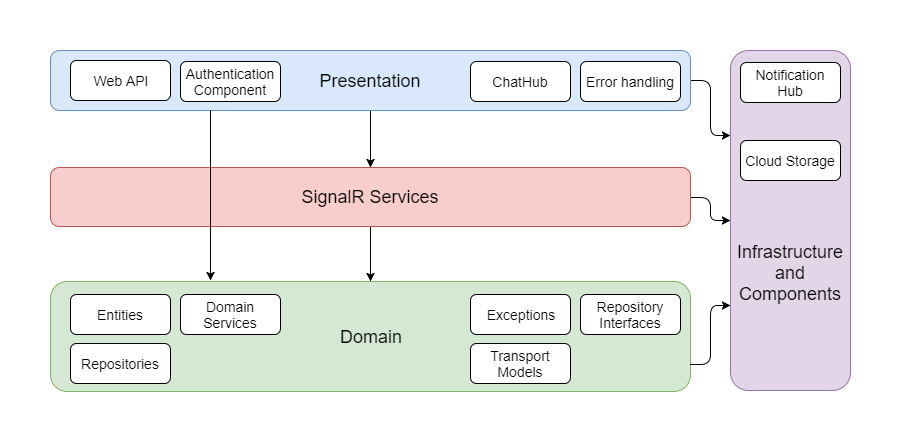 Web API
Authentication
Component
Presentation
ChatHub
Error handling
Notification
Hub
Cloud Storage
SignalR Services
Infrastructure
and
Components
Entities
Domain
Services
Domain
Exceptions
Repository
Interfaces
Repositories
Transport
Models